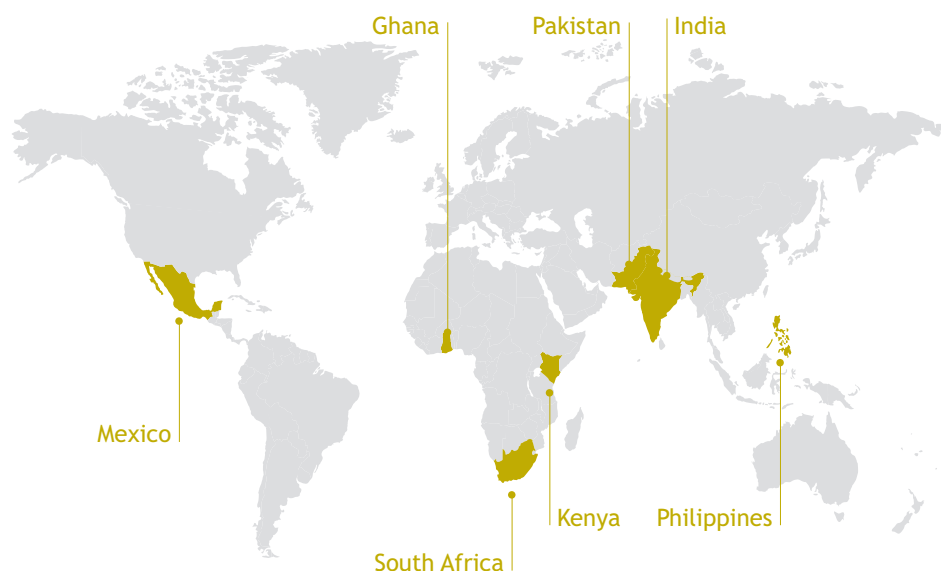 Ghana
Pakistan
India
Mexico
Kenya
Philippines
South Africa